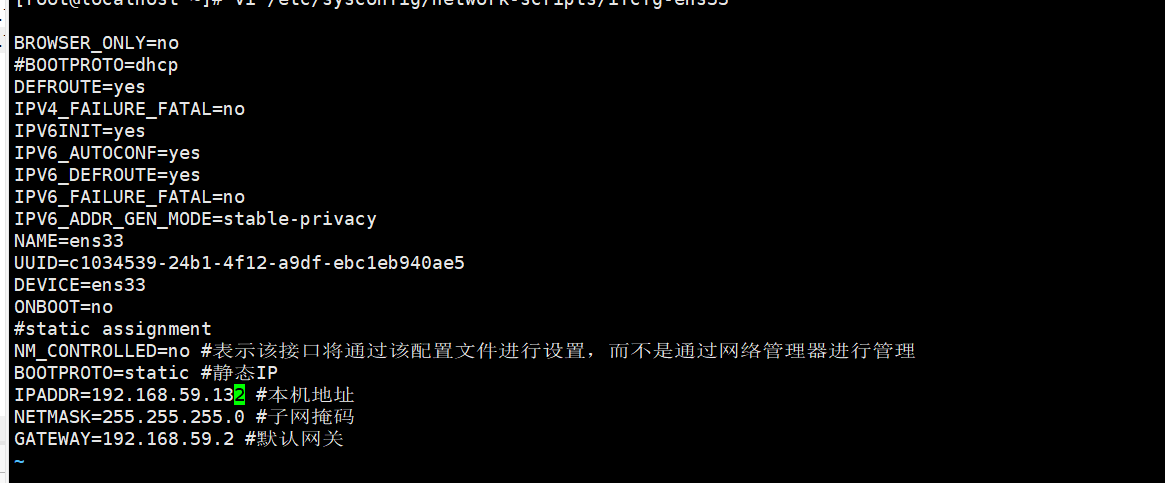 [root@localhost ~]# vi /etc/sysconfig/network-scripts/ifcfg-ens33
BROWSER_ONLY=no
#BOOTPROTO=dhcp
DEFROUTE=yes
IPV4_FAILURE_FATAL=no
IPV6INIT=yes
IPV6_AUTOCONF=yes
IPV6_DEFROUTE=yes
IPV6_FAILURE_FATAL=no
IPV6_ADDR_GEN_MODE=stable-privacy
NAME=ens33
UUID=c1034539-24b1-4f12-a9df-ebc1eb940ae5
DEVICE=ens33
ONBOOT=no
#static assignment
NM_CONTROLLED=no #表示该接口将通过该配置文件进行设置，而不是通过网络管理器进行管理
BOOTPROTO=static #静态IP
IPADDR=192.168.59.132 #本机地址
NETMASK=255.255.255.0 #子网掩码
GATEWAY=192.168.59.2 #默认网关
~